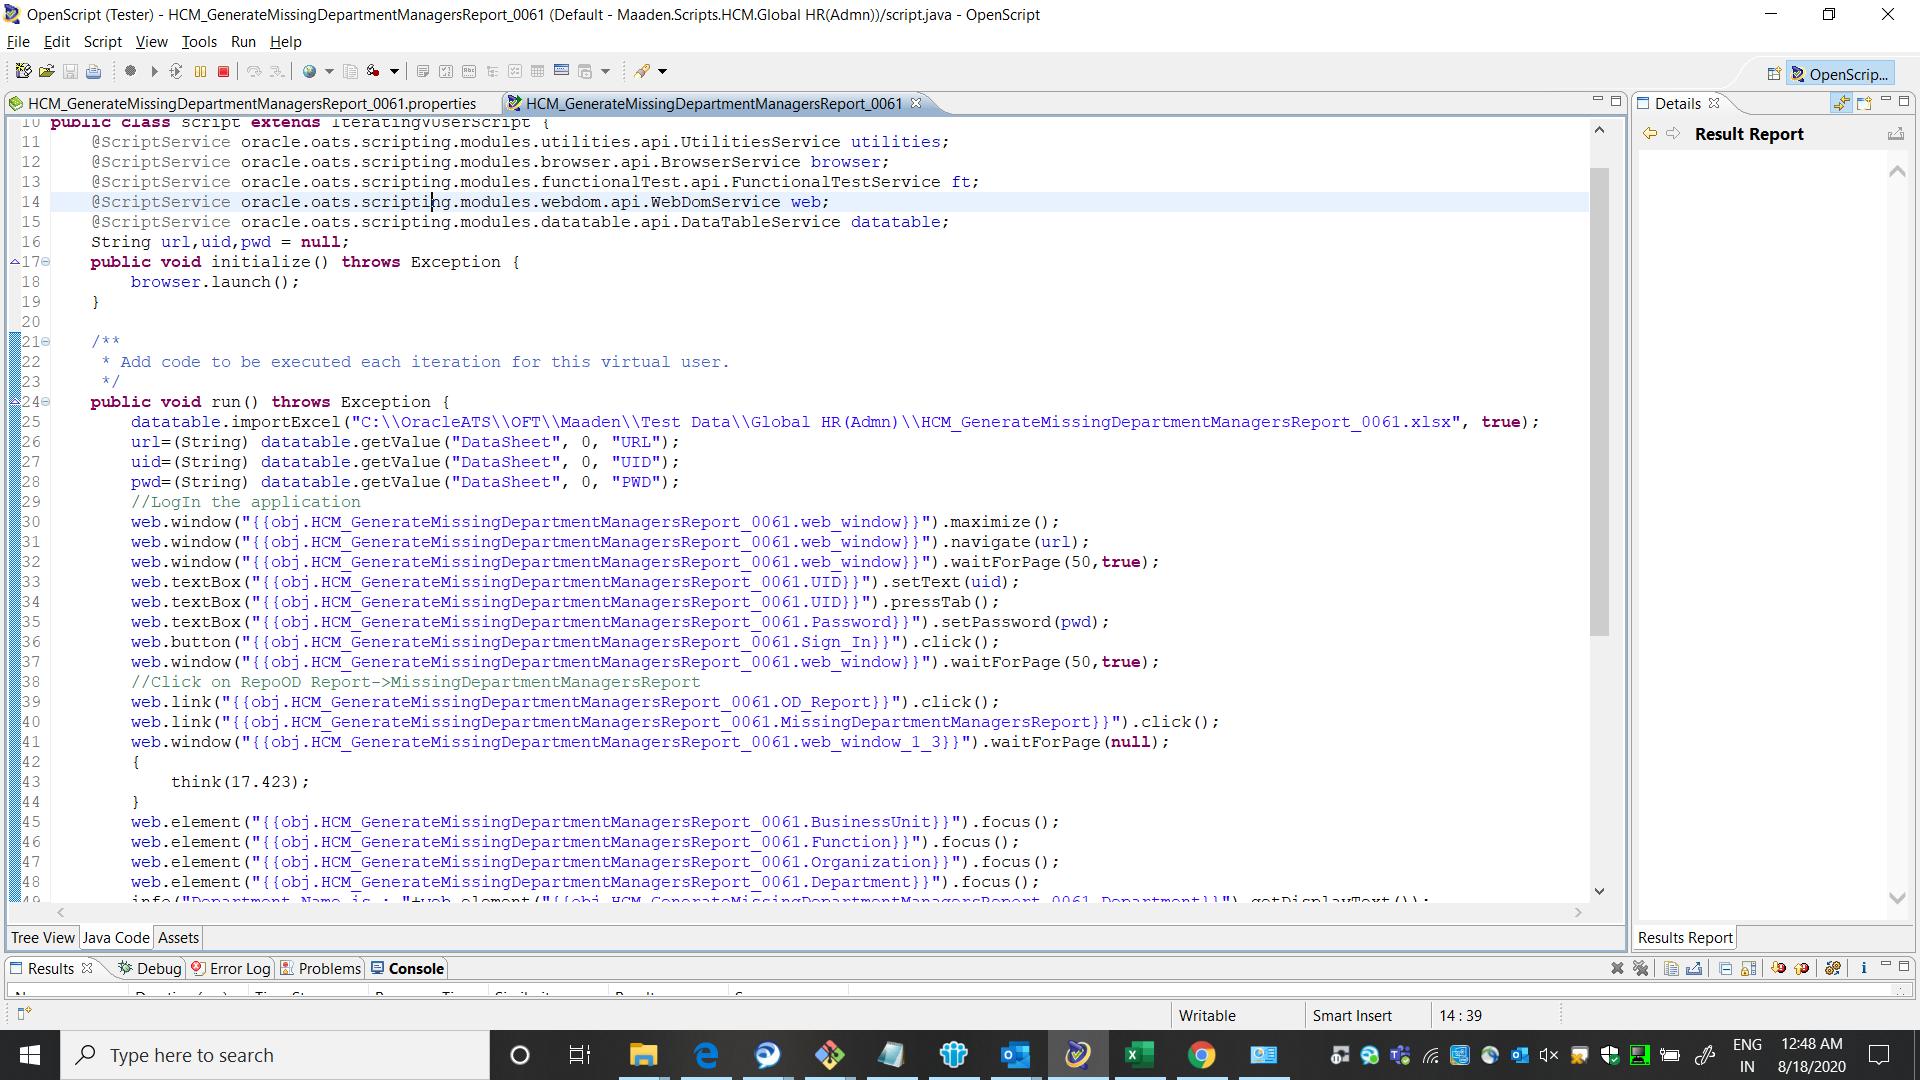 OpenScript (Tester) - HCM_GenerateMissingDepartmentManagersReport_0061 (Default - Maaden.Scripts.HCM.Global HR(Admn))/script.java - OpenScript
File Edit Script View Tools Run Help
OpenScrip...
HCM_GenerateMissingDepartmentManagersReport_0061.properties
HCM_GenerateMissingDepartmentManagersReport_0061
Details
Result Report
10 public class script extends IteratingVUserScript {
11 @ScriptService oracle.oats.scripting.modules.utilities.api.UtilitiesService utilities;
12 @ScriptService oracle.oats.scripting.modules.browser.api.BrowserService browser;
13 @ScriptService oracle.oats.scripting.modules.functionalTest.api.FunctionalTestService ft;
14 @ScriptService oracle.oats.scripting.modules.webdom.api.WebDomService web;
15 @ScriptService oracle.oats.scripting.modules.datatable.api.DataTableService datatable;
16 String url,uid,pwd = null;
17 public void initialize() throws Exception {
18 browser.launch();
19 }
20
21 /**
22 * Add code to be executed each iteration for this virtual user.
23 */
24 public void run() throws Exception {
25 datatable.importExcel("C:\\OracleATS\\OFT\\Maaden\\Test Data\\Global HR(Admn)\\HCM_GenerateMissingDepartmentManagersReport_0061.xlsx", true);
26 url=(String) datatable.getValue("DataSheet", 0, "URL");
27 uid=(String) datatable.getValue("DataSheet", 0, "UID");
28 pwd=(String) datatable.getValue("DataSheet", 0, "PWD");
29 //LogIn the application
30 web.window("{{obj.HCM_GenerateMissingDepartmentManagersReport_0061.web_window}}").maximize();
31 web.window("{{obj.HCM_GenerateMissingDepartmentManagersReport_0061.web_window}}").navigate(url);
32 web.window("{{obj.HCM_GenerateMissingDepartmentManagersReport_0061.web_window}}").waitForPage(50,true);
33 web.textBox("{{obj.HCM_GenerateMissingDepartmentManagersReport_0061.UID}}").setText(uid);
34 web.textBox("{{obj.HCM_GenerateMissingDepartmentManagersReport_0061.UID}}").pressTab();
35 web.textBox("{{obj.HCM_GenerateMissingDepartmentManagersReport_0061.Password}}").setPassword(pwd);
36 web.button("{{obj.HCM_GenerateMissingDepartmentManagersReport_0061.Sign_In}}").click();
37 web.window("{{obj.HCM_GenerateMissingDepartmentManagersReport_0061.web_window}}").waitForPage(50,true);
38 //Click on RepoOD Report->MissingDepartmentManagersReport
39 web.link("{{obj.HCM_GenerateMissingDepartmentManagersReport_0061.OD_Report}}").click();
40 web.link("{{obj.HCM_GenerateMissingDepartmentManagersReport_0061.MissingDepartmentManagersReport}}").click();
41 web.window("{{obj.HCM_GenerateMissingDepartmentManagersReport_0061.web_window_1_3}}").waitForPage(null);
42 {
43 think(17.423);
44 }
45 web.element("{{obj.HCM_GenerateMissingDepartmentManagersReport_0061.BusinessUnit}}").focus();
46 web.element("{{obj.HCM_GenerateMissingDepartmentManagersReport_0061.Function}}").focus();
47 web.element("{{obj.HCM_GenerateMissingDepartmentManagersReport_0061.Organization}}").focus();
48 web.element("{{obj.HCM_GenerateMissingDepartmentManagersReport_0061.Department}}").focus();
49 info("Department Name is : "+web.element("{{obj.HCM_GenerateMissingDepartmentManagersReport_0061.Department}}").getDisplayText());
Tree View Java Code Assets
Results Report
Results Debug Error Log Problems Console
Writable Smart Insert 14 : 39
Type here to search
ENG
IN
12:48 AM
8/18/2020